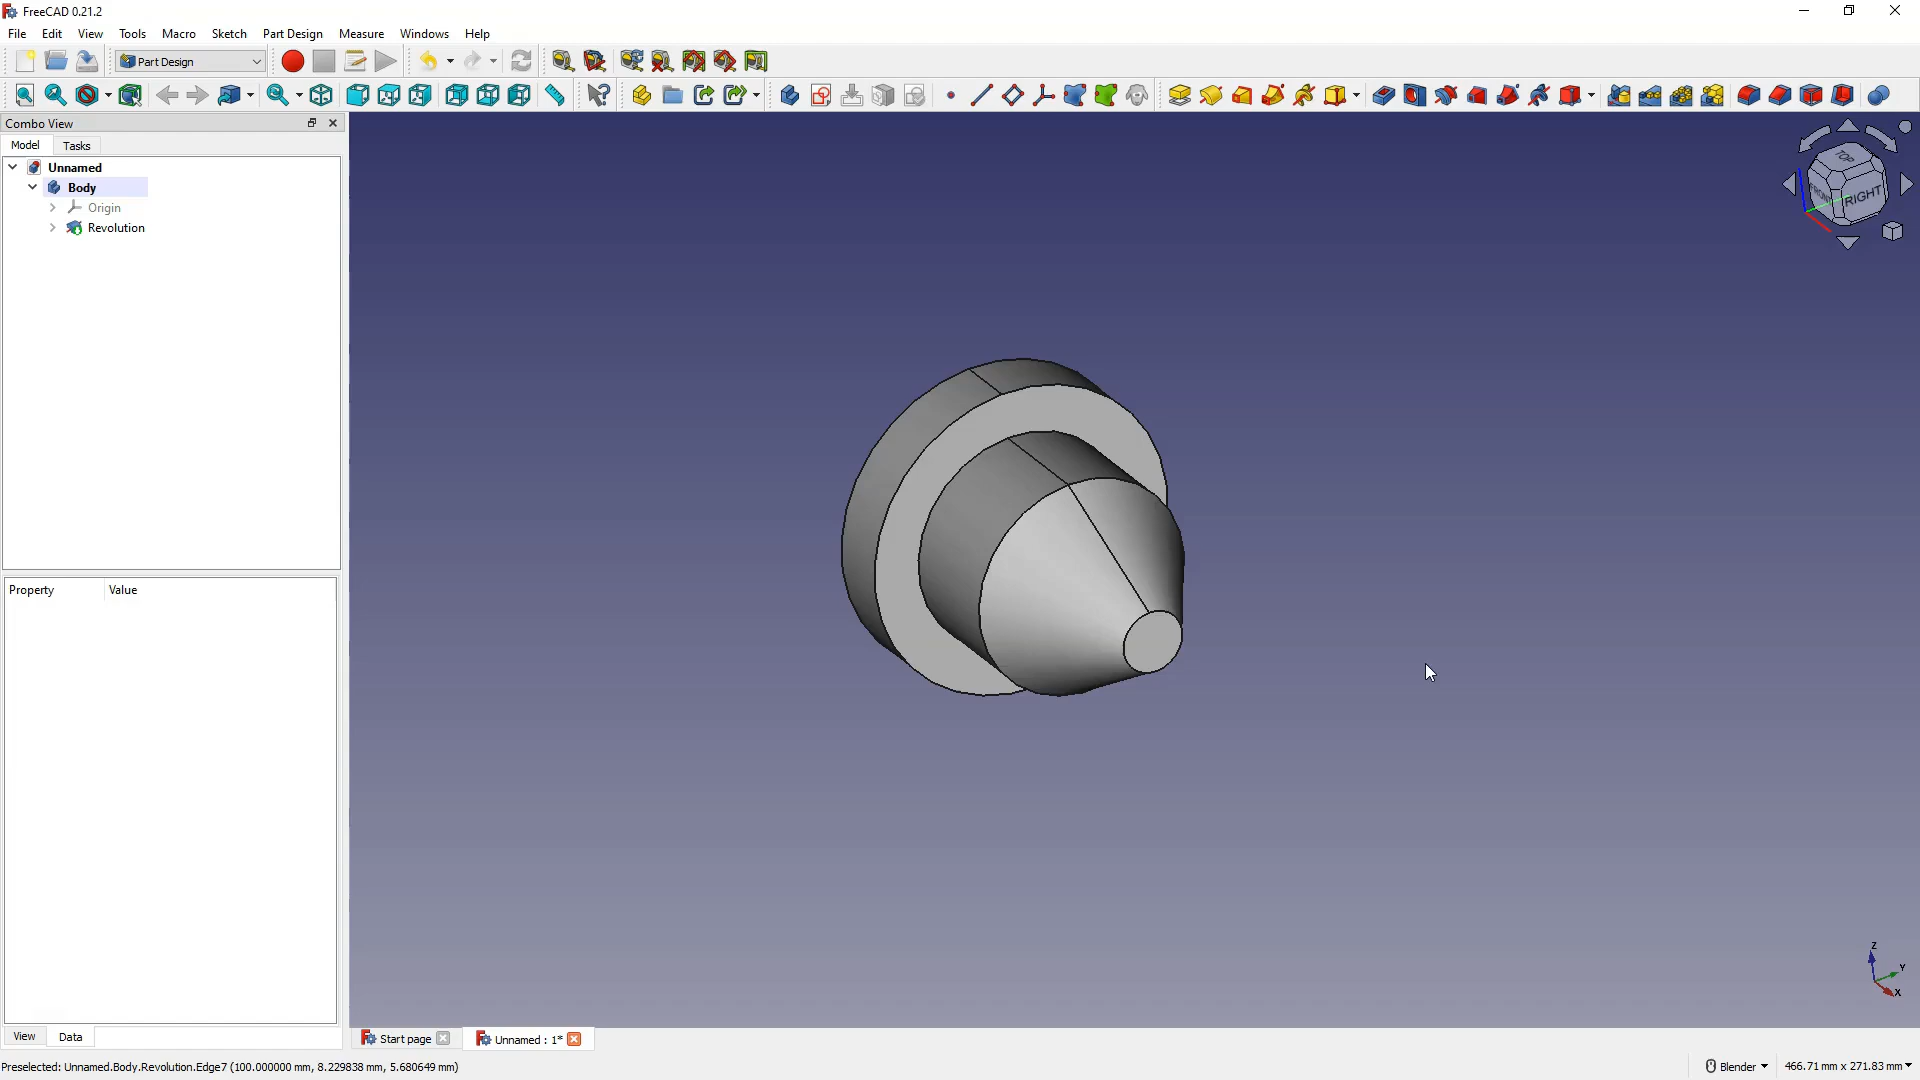 FreeCAD 0.21.2
File Edit View Tools Macro Sketch Part Design Measure Windows Help
Part Design
Combo View
Model Tasks
Unnamed
Body
Origin
Revolution
TOP
FRONT
RIGHT
Property Value
Z
Y
X
View Data
Start page
Unnamed : 1*
Preselected: Unnamed.Body.Revolution.Edge7 (100.000000 mm, 8.229838 mm, 5.680649 mm)
Blender
466.71 mm x 271.83 mm